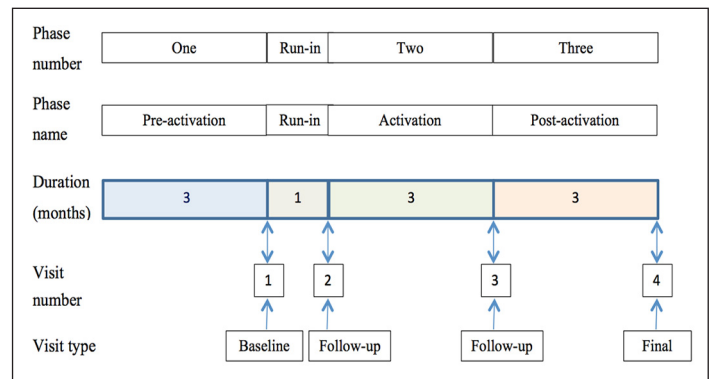 Phase number
One Run-in Two Three
Phase name
Pre-activation Run-in Activation Post-activation
Duration (months)
3 1 3 3
Visit number
1 2 3 4
Visit type
Baseline Follow-up Follow-up Final